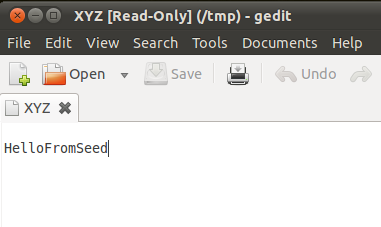 XYZ [Read-Only] (/tmp) - gedit
File Edit View Search Tools Documents Help
Open Save Undo
XYZ
HelloFromSeed